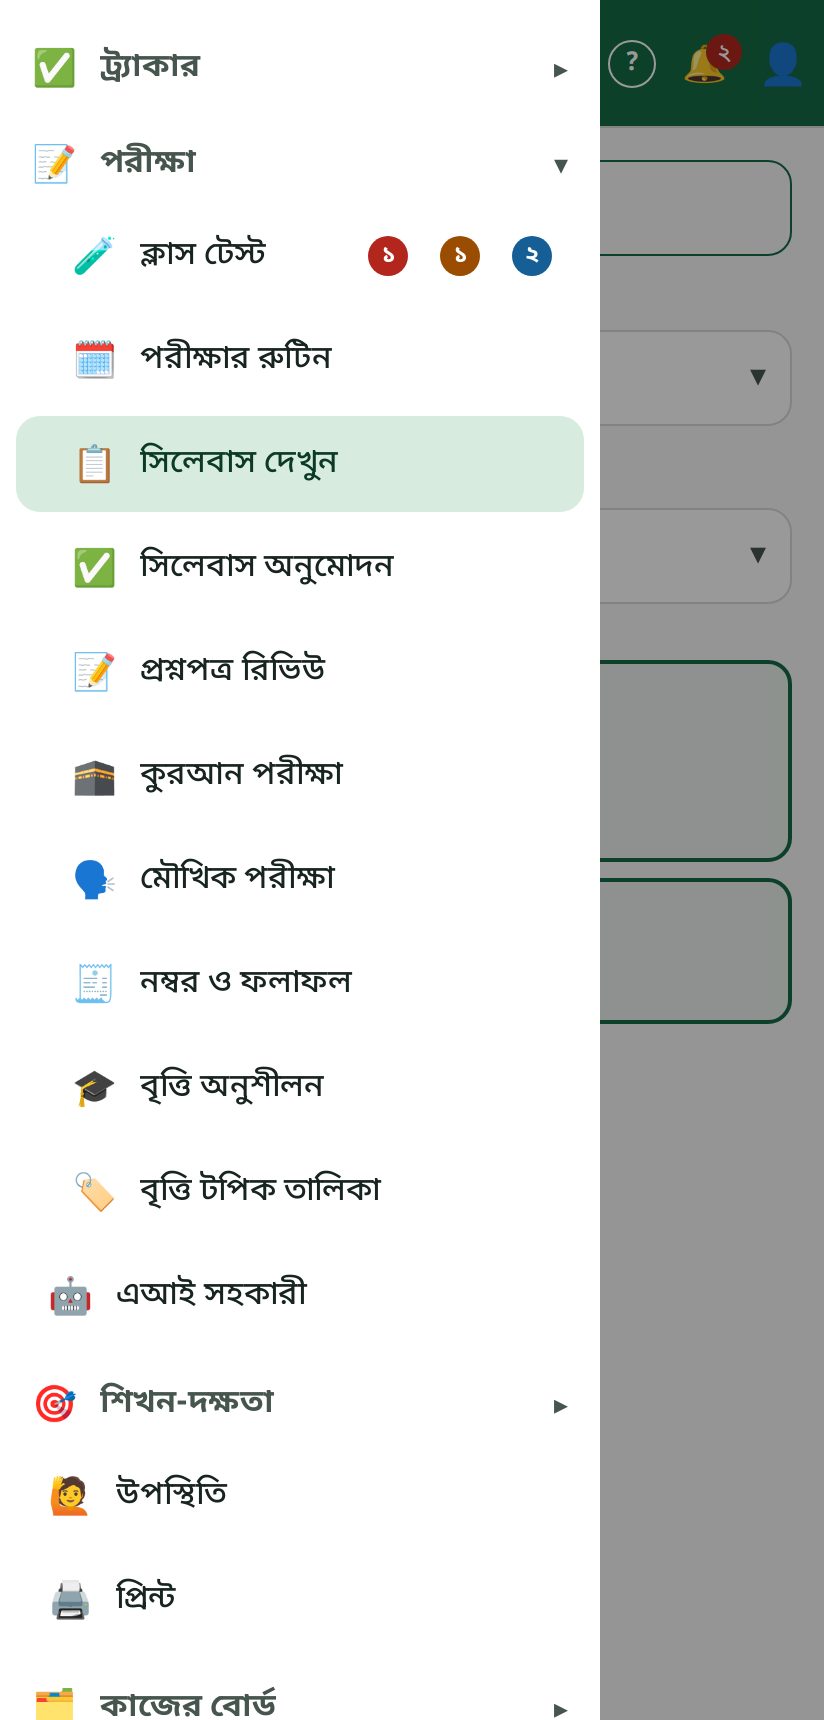 ট্র্যাকার
?
২
পরীক্ষা
ক্লাস টেস্ট ১ ১ ২
পরীক্ষার রুটিন
সিলেবাস দেখুন
সিলেবাস অনুমোদন
প্রশ্নপত্র রিভিউ
কুরআন পরীক্ষা
মৌখিক পরীক্ষা
নম্বর ও ফলাফল
বৃত্তি অনুশীলন
বৃত্তি টপিক তালিকা
এআই সহকারী
শিখন-দক্ষতা
উপস্থিতি
প্রিন্ট
কাজের বোর্ড